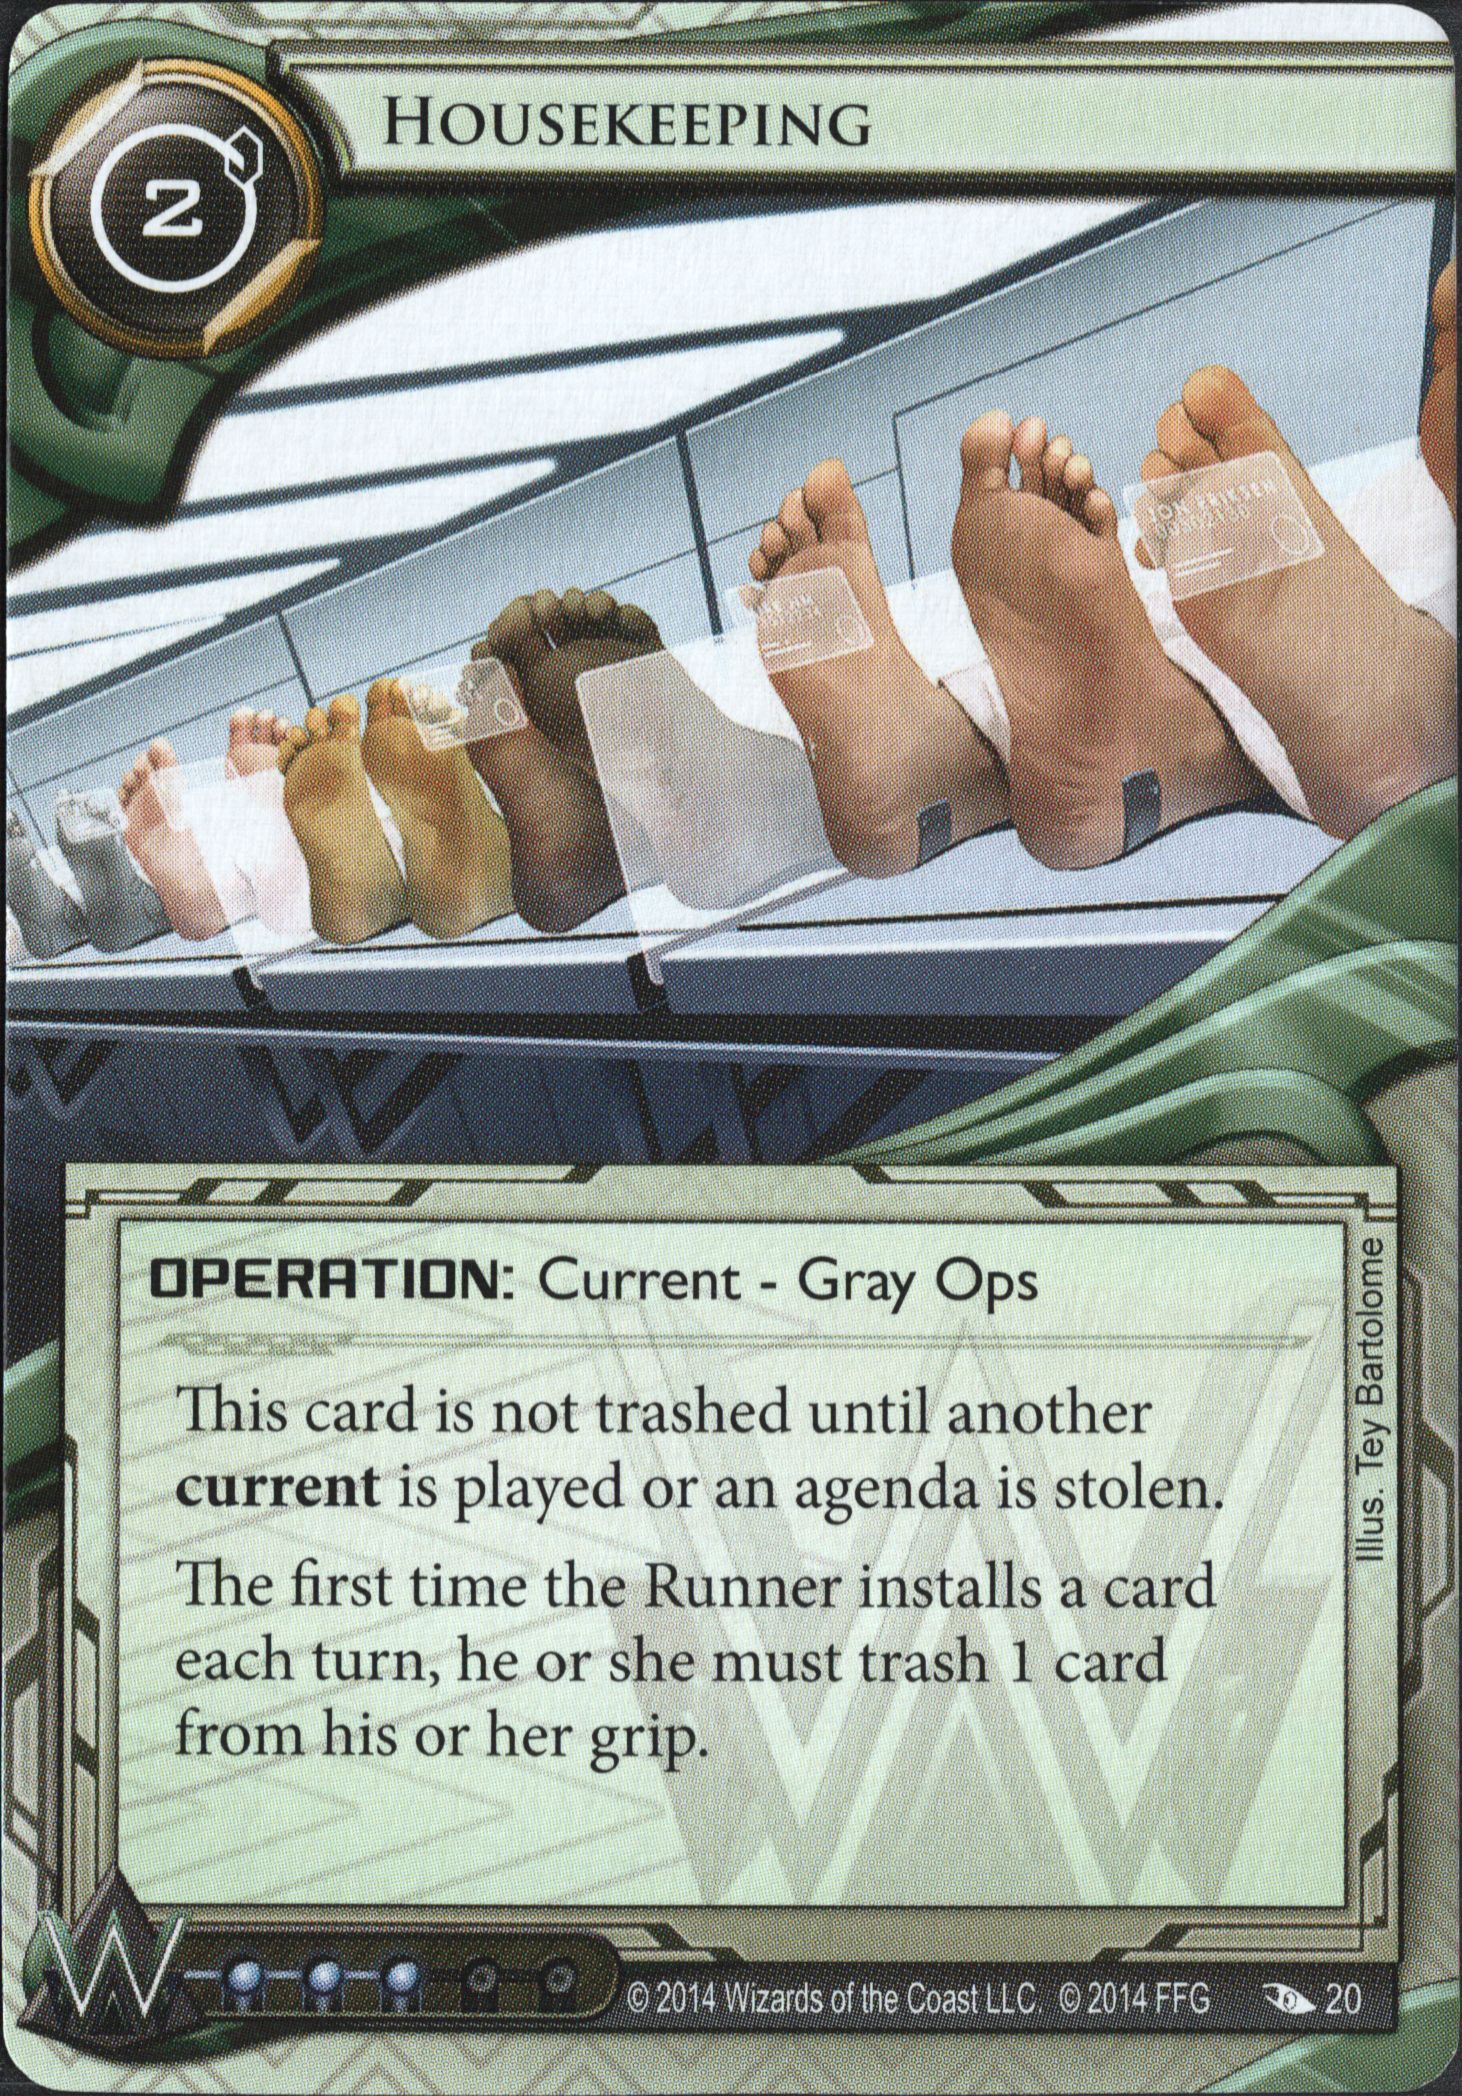 2
HOUSEKEEPING
JON ERIKSEN
OPERATION: Current - Gray Ops
This card is not trashed until another
current is played or an agenda is stolen.
The first time the Runner installs a card
each turn, he or she must trash 1 card
from his or her grip.
Illus. Tey Bartolome
W
© 2014 Wizards of the Coast LLC. © 2014 FFG 20